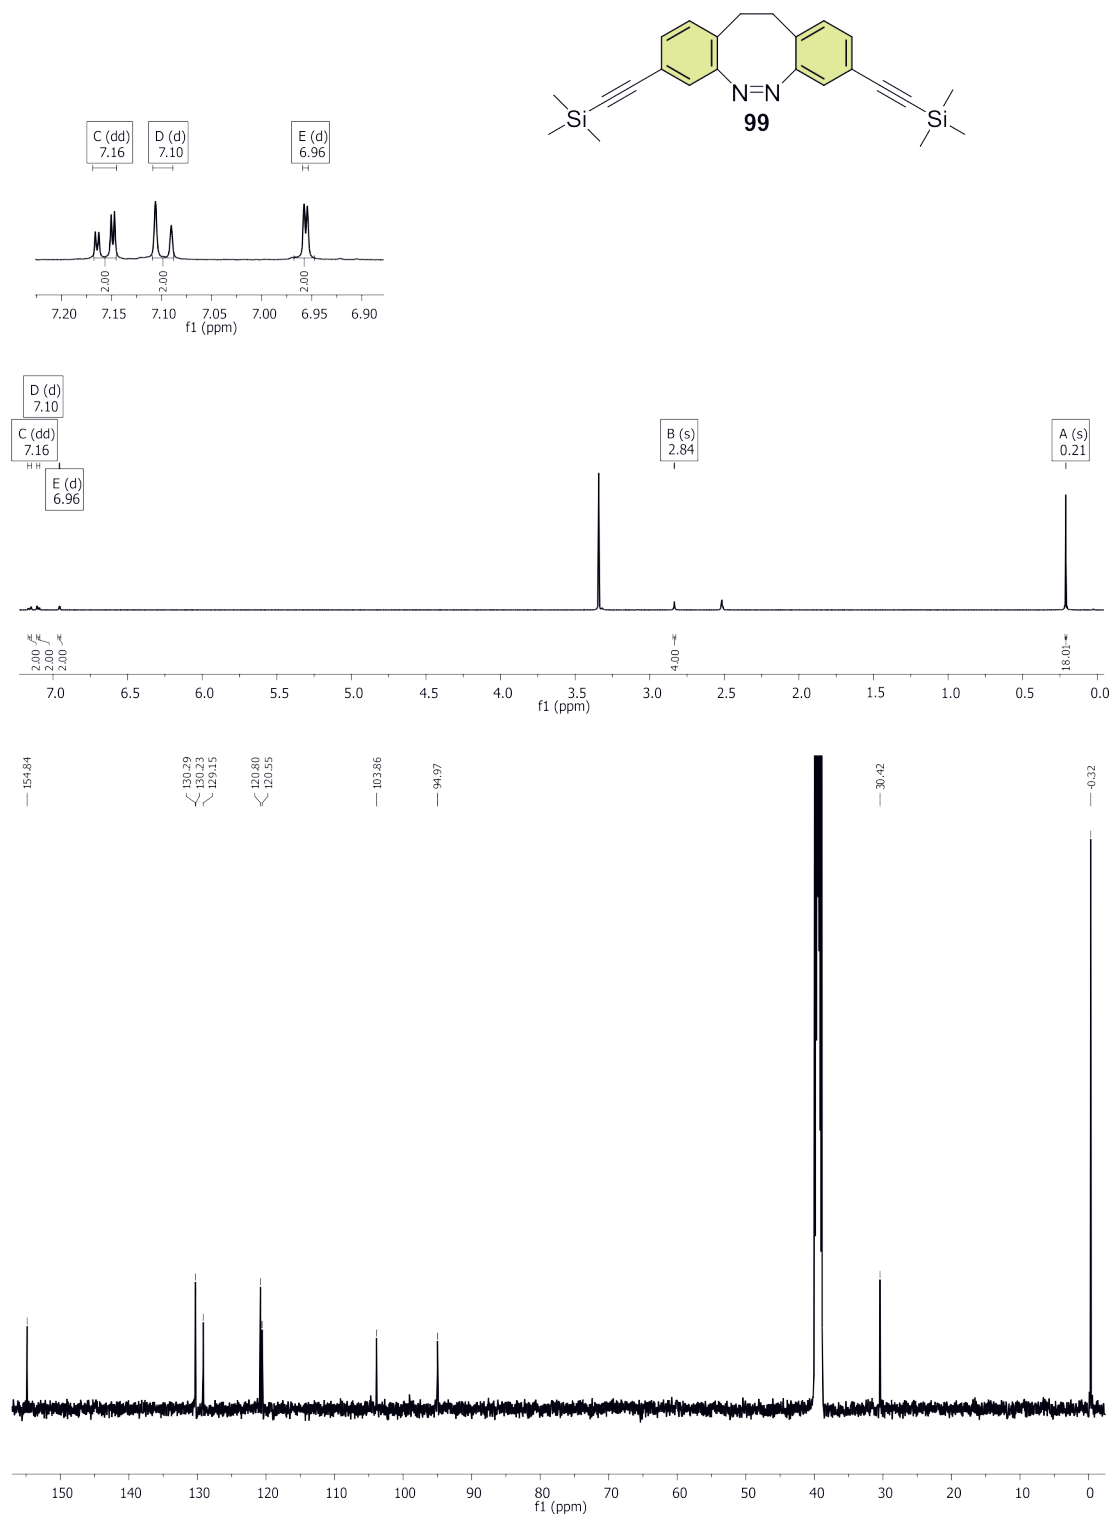 Si
N=N
Si
99
C (dd)
7.16
D (d)
7.10
E (d)
6.96
2.00
2.00
2.00
7.20 7.15 7.10 7.05 7.00 6.95 6.90
f1 (ppm)
D (d)
7.10
C (dd)
7.16
E (d)
6.96
B (s)
2.84
A (s)
0.21
2.00
2.00
2.00
4.00
18.01
7.0 6.5 6.0 5.5 5.0 4.5 4.0 3.5 3.0 2.5 2.0 1.5 1.0 0.5 0.0
f1 (ppm)
154.84
130.29
130.23
129.15
120.80
120.55
103.86
94.97
30.42
-0.32
150 140 130 120 110 100 90 80 70 60 50 40 30 20 10 0
f1 (ppm)